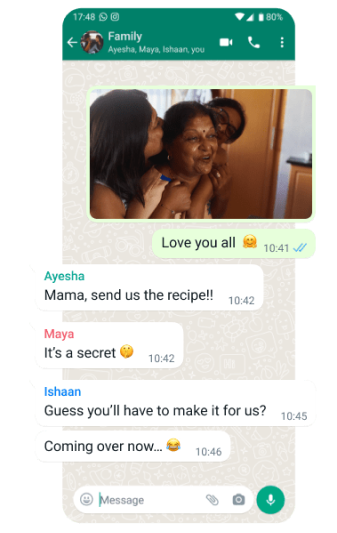 17:48 80%
Family
Ayesha, Maya, Ishaan, you
Love you all 🤗 10:41
Ayesha
Mama, send us the recipe!! 10:42
Maya
It's a secret 🤫 10:42
Ishaan
Guess you'll have to make it for us? 10:45
Coming over now... 😂 10:46
Message